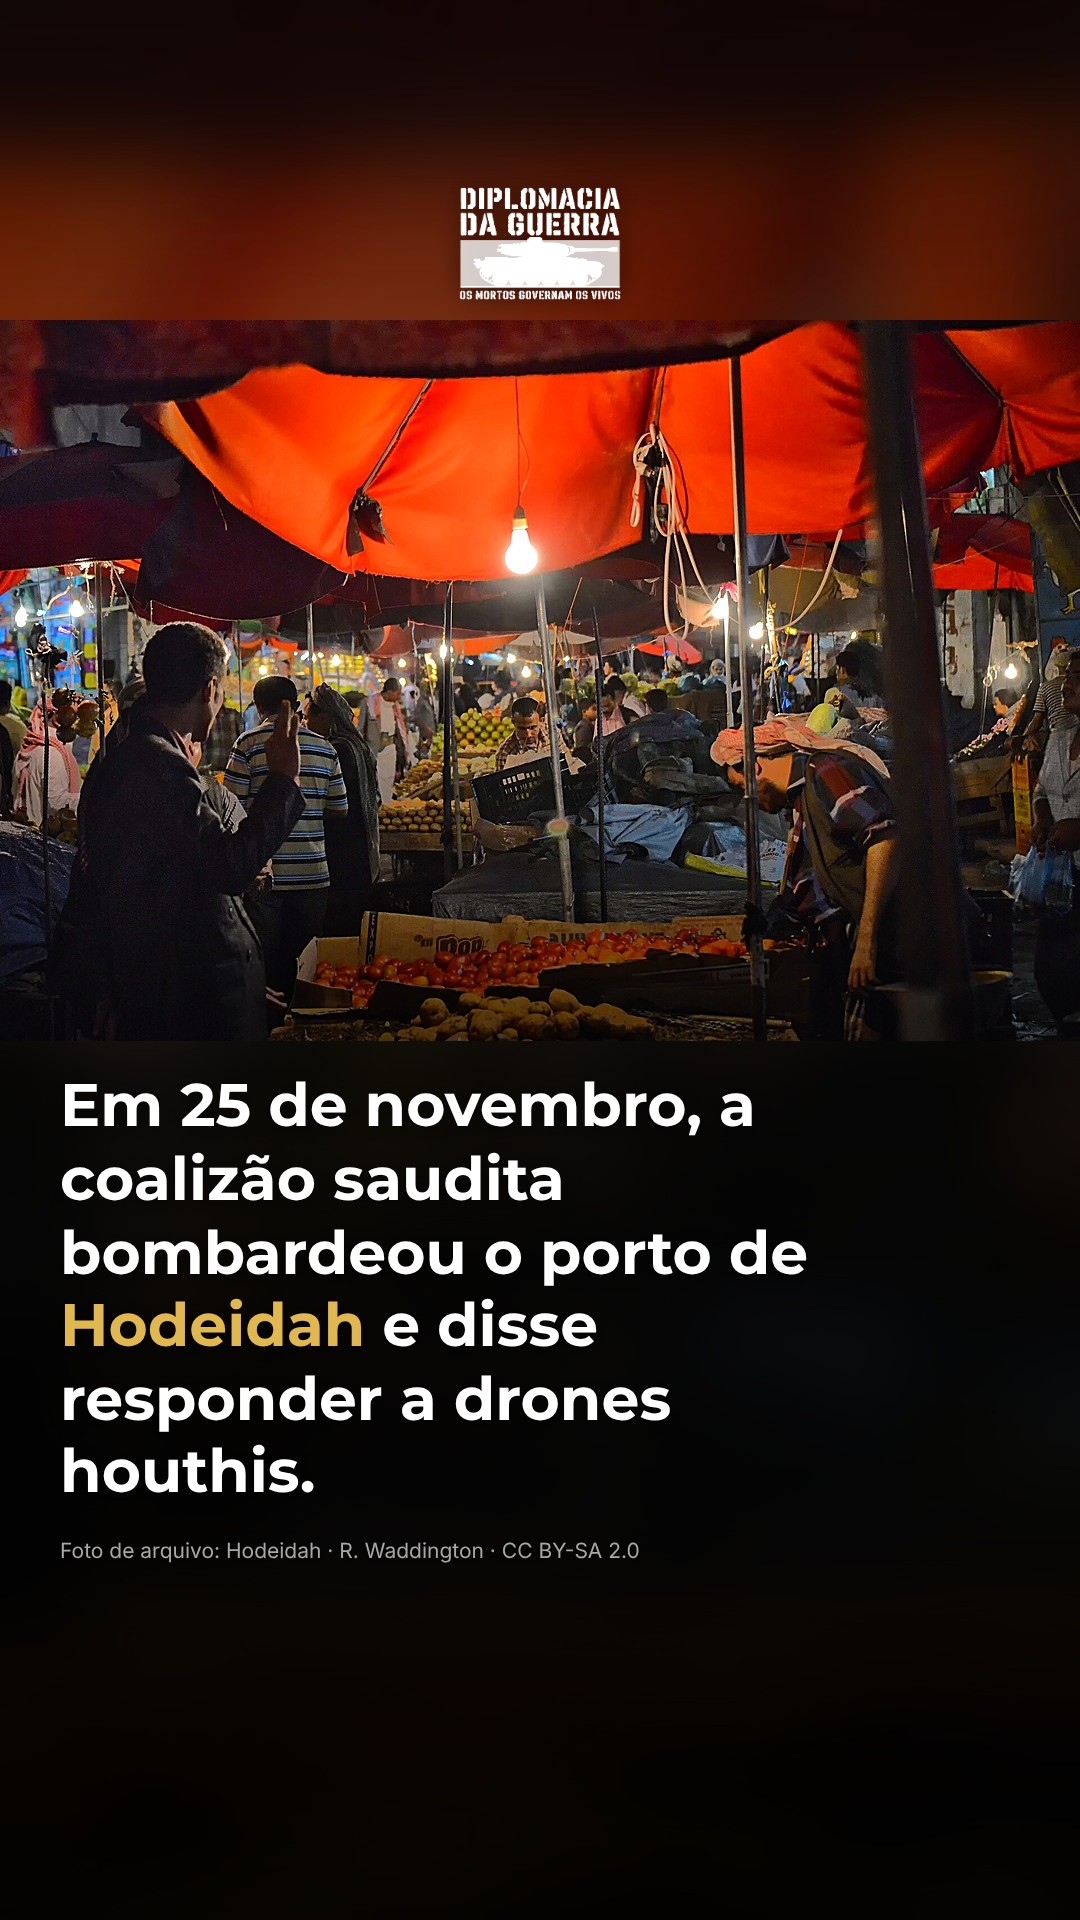 DIPLOMACIA
DA GUERRA
OS MORTOS GOVERNAM OS VIVOS
Em 25 de novembro, a
coalizão saudita
bombardeou o porto de
Hodeidah e disse
responder a drones
houthis.
Foto de arquivo: Hodeidah · R. Waddington · CC BY-SA 2.0